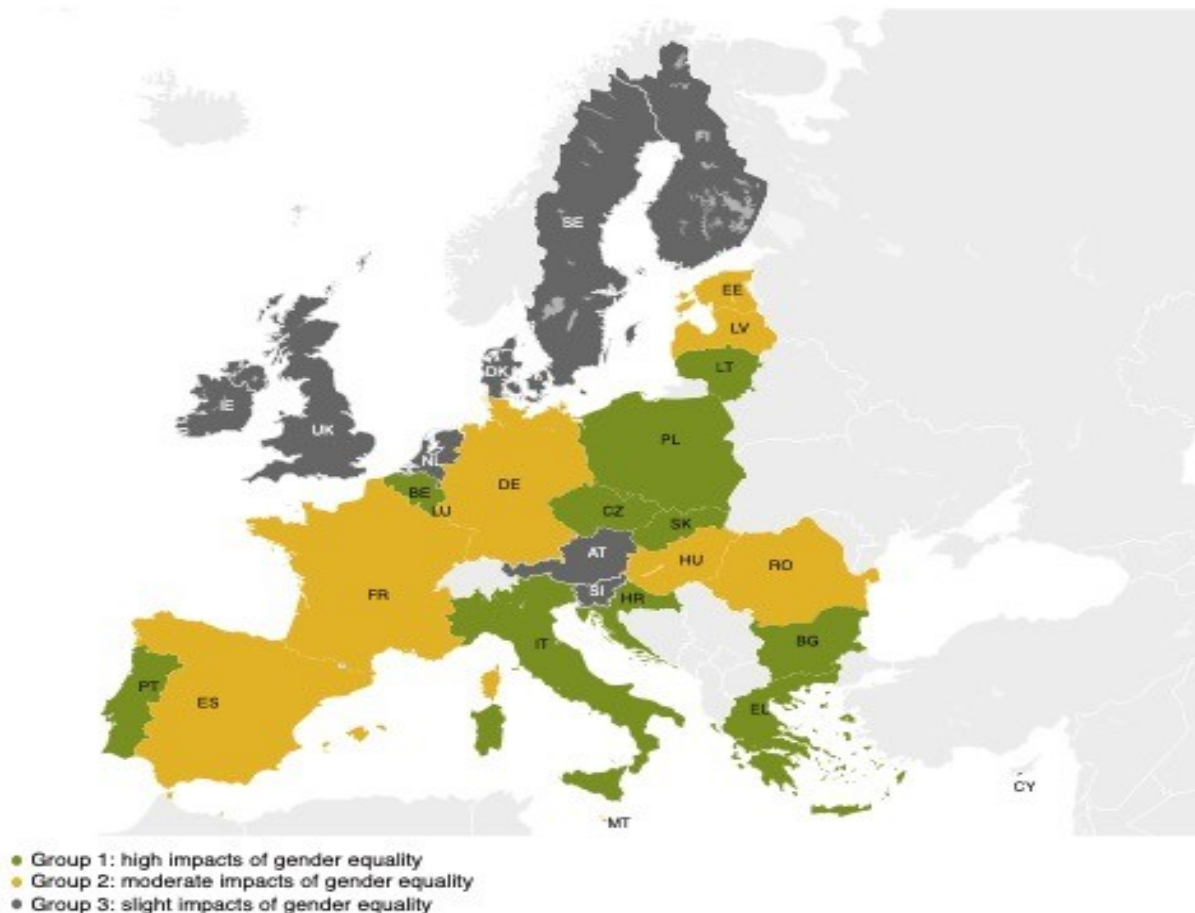 FI
SE
EE
LV
LT
DK
IE
UK
NL
PL
BE
DE
LU
CZ
SK
AT
HU
RO
SI
HR
FR
IT
BG
PT
ES
EL
CY
MT
Group 1: high impacts of gender equality
Group 2: moderate impacts of gender equality
Group 3: slight impacts of gender equality